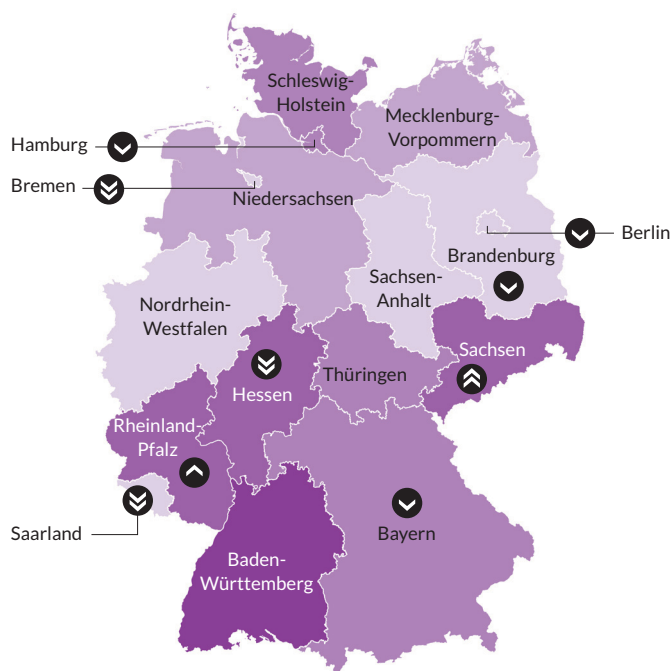 Schleswig-
Holstein
Mecklenburg-
Vorpommern
Hamburg
Bremen
Niedersachsen
Berlin
Brandenburg
Sachsen-
Anhalt
Nordrhein-
Westfalen
Sachsen
Thüringen
Hessen
Rheinland-
Pfalz
Saarland
Bayern
Baden-
Württemberg